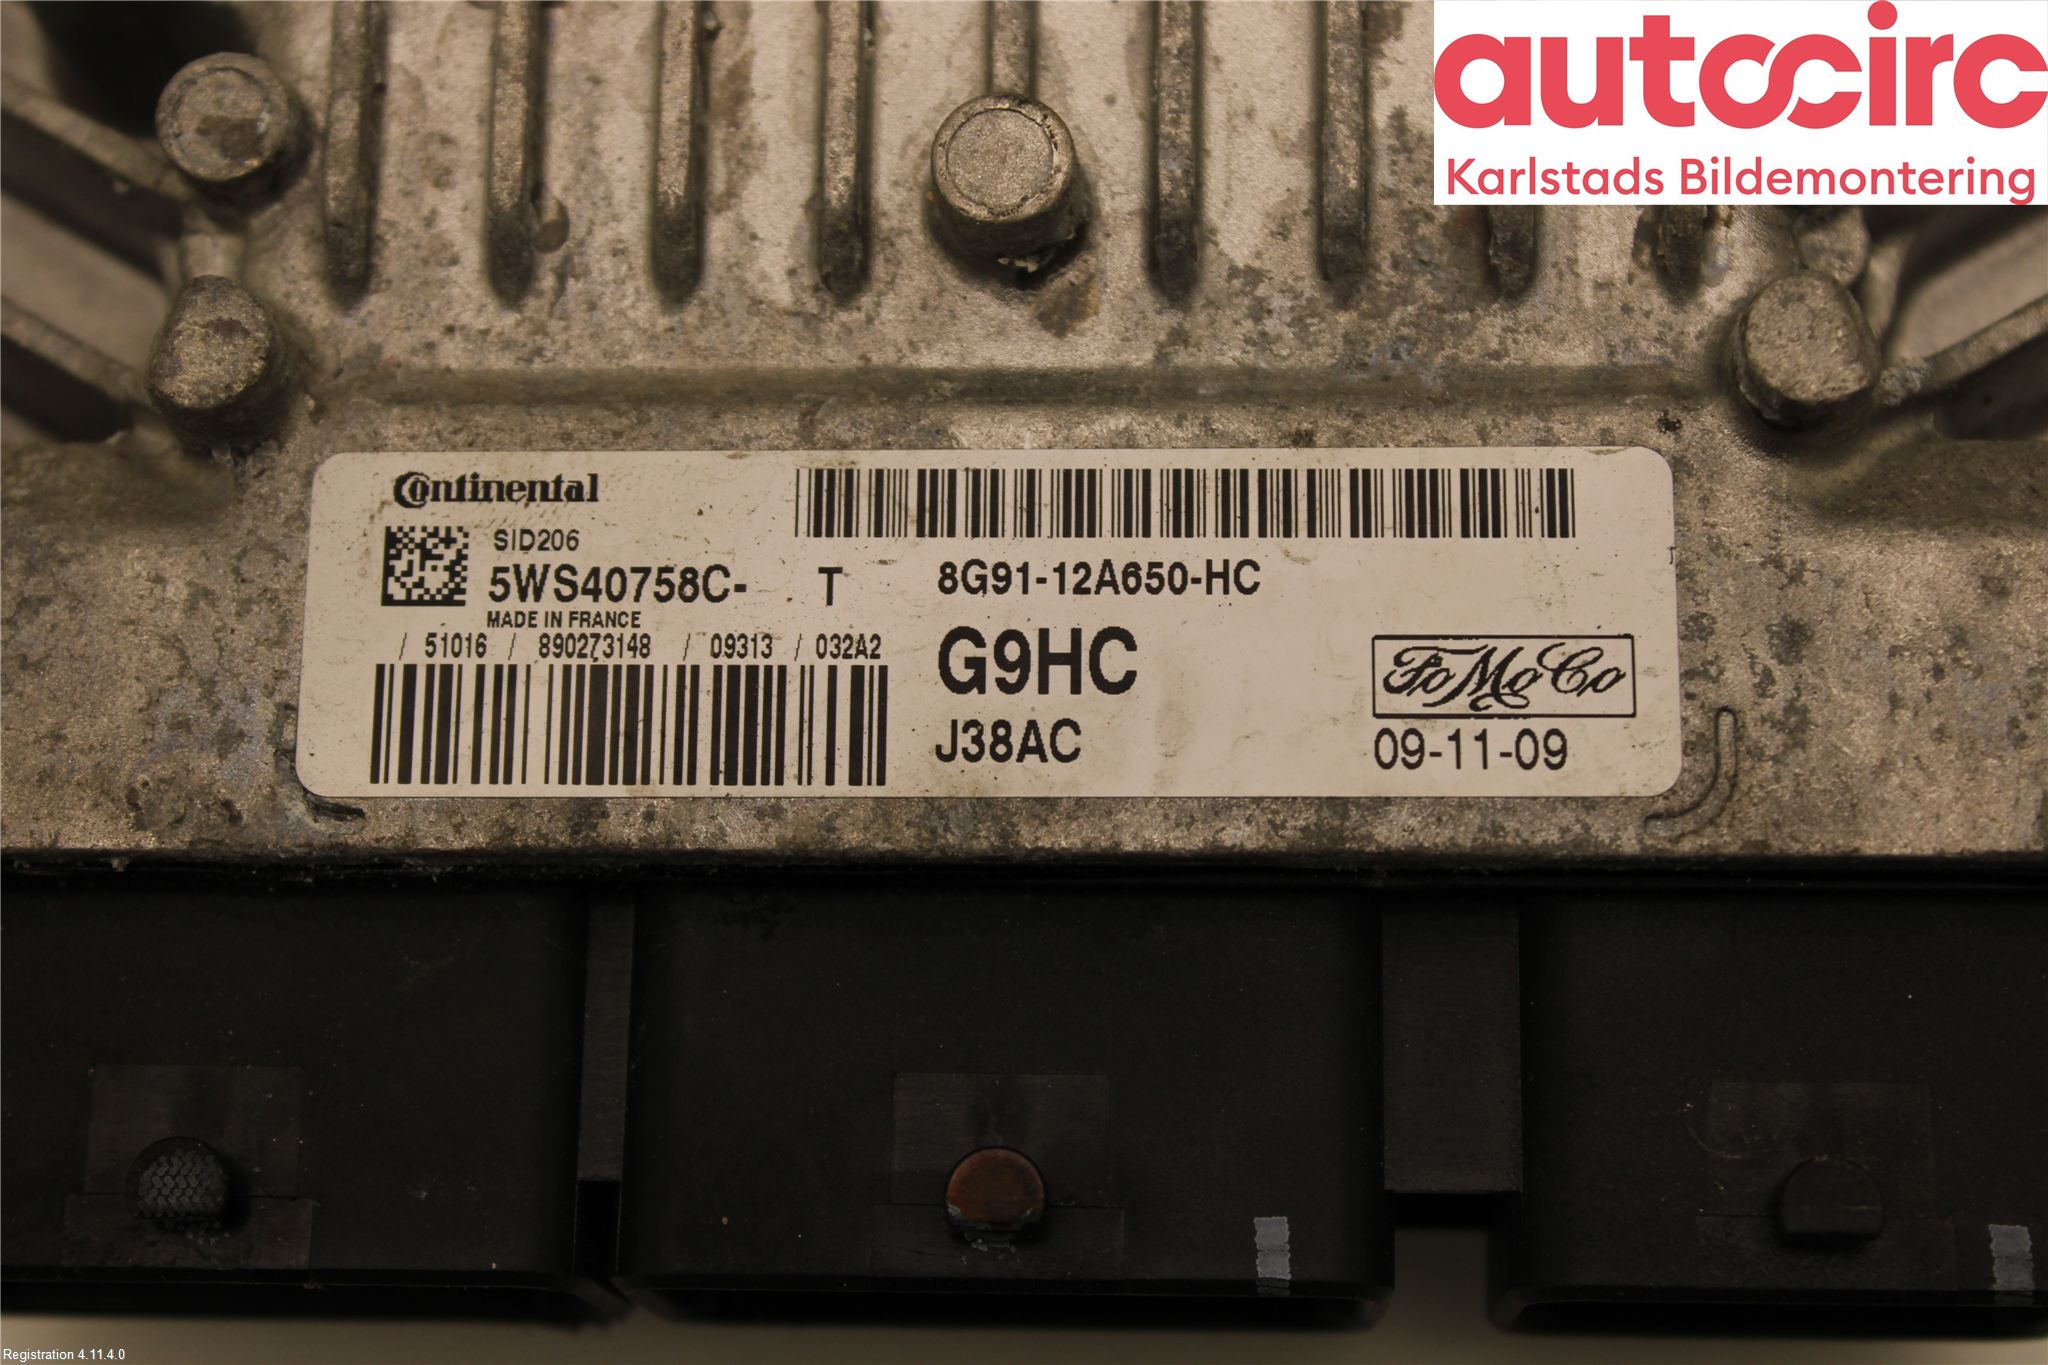 autocirc
Karlstads Bildemontering
Continental
SID206
5WS40758C- T
MADE IN FRANCE
/ 51016 / 890273148 / 09313 / 032A2
8G91-12A650-HC
G9HC
J38AC
FoMoCo
09-11-09
Registration 4.11.4.0